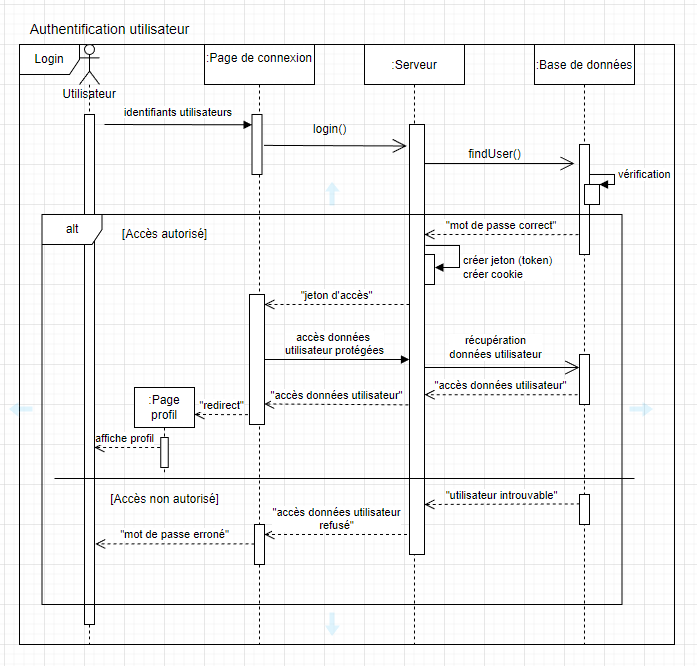 Authentification utilisateur
Login
:Page de connexion
:Serveur
:Base de données
Utilisateur
identifiants utilisateurs
login()
findUser()
vérification
alt
[Accès autorisé]
"mot de passe correct"
créer jeton (token)
créer cookie
"jeton d'accès"
accès données
utilisateur protégées
récupération
données utilisateur
"accès données utilisateur"
"accès données utilisateur"
:Page
profil
"redirect"
affiche profil
[Accès non autorisé]
"utilisateur introuvable"
"accès données utilisateur
refusé"
"mot de passe erroné"